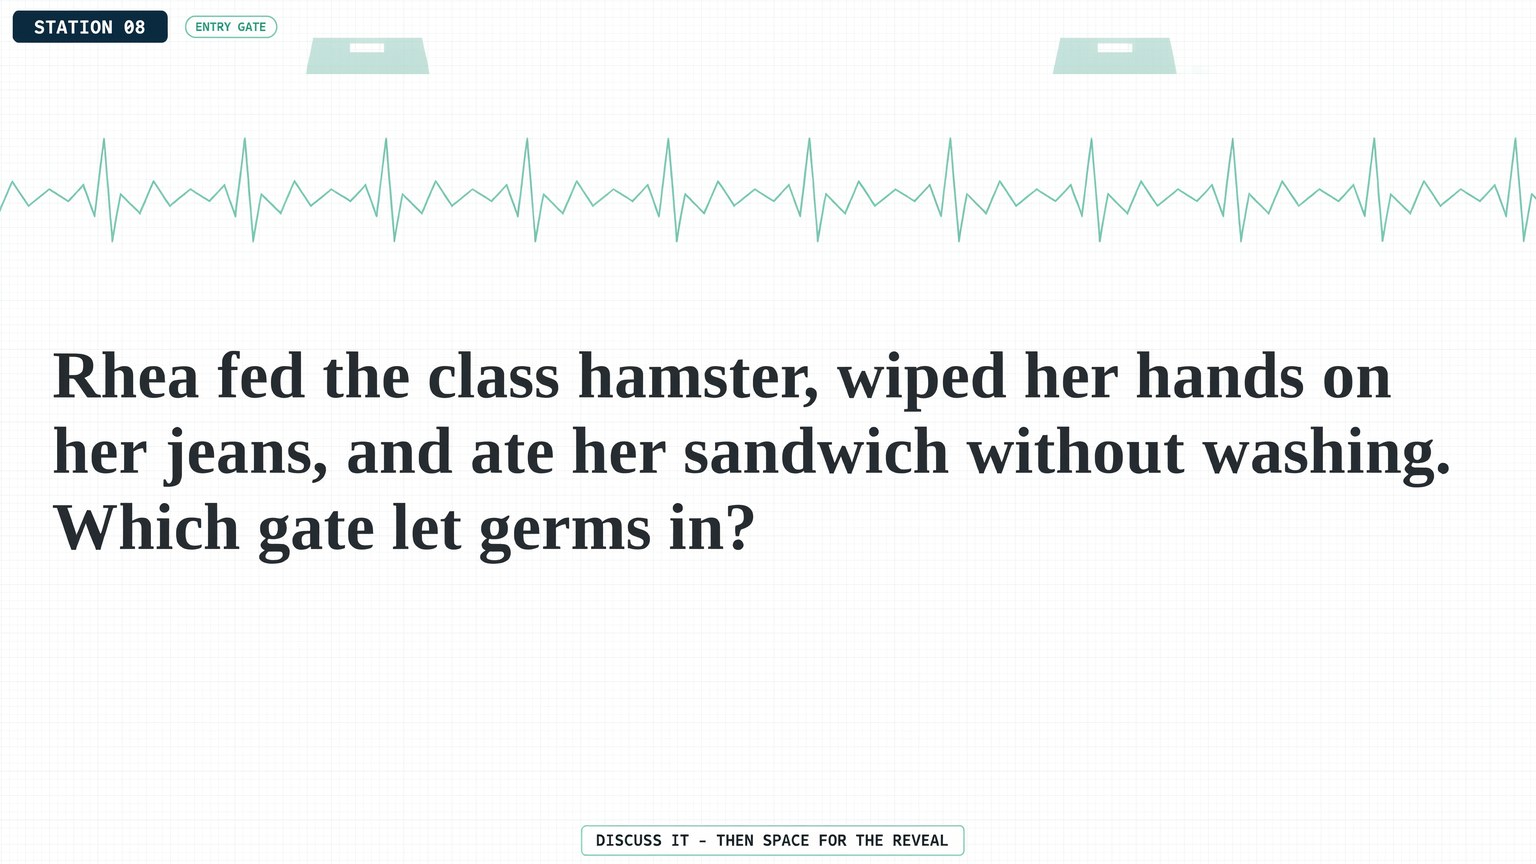 STATION 08
ENTRY GATE
Rhea fed the class hamster, wiped her hands on
her jeans, and ate her sandwich without washing.
Which gate let germs in?
DISCUSS IT - THEN SPACE FOR THE REVEAL